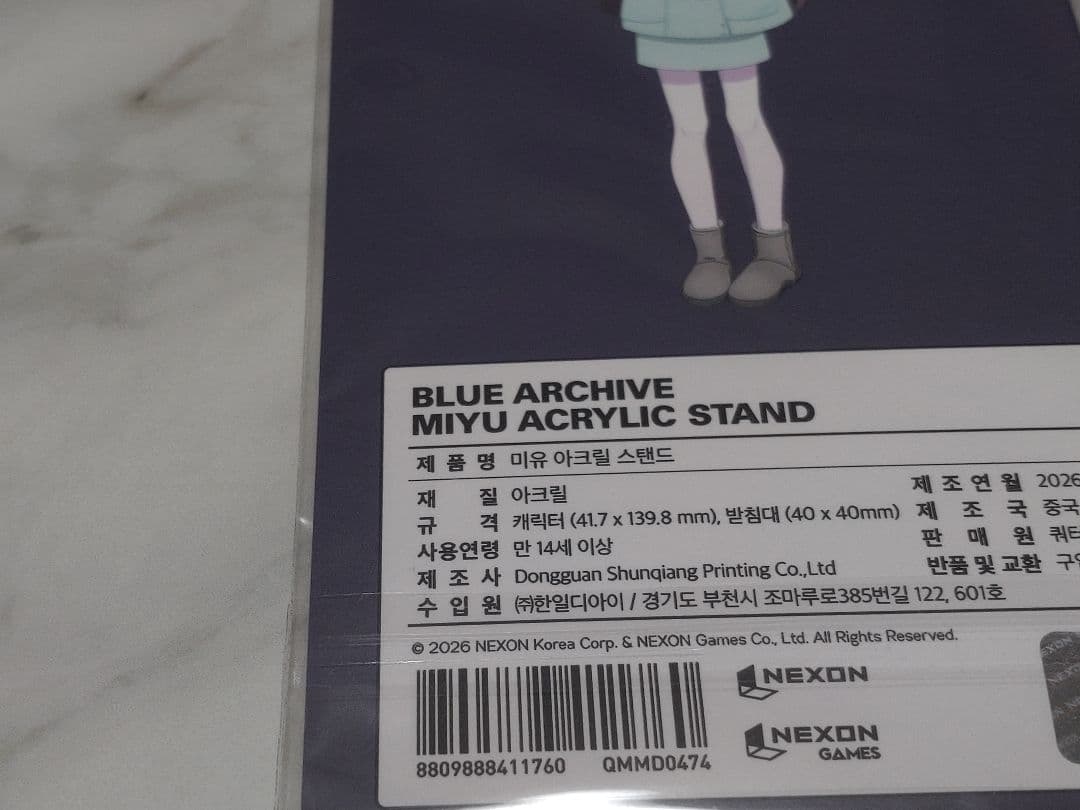 BLUE ARCHIVE
MIYU ACRYLIC STAND
제품명 미유 아크릴 스탠드
재질 아크릴 제조연월 2026
규격 캐릭터 (41.7 x 139.8 mm), 받침대 (40 x 40mm) 제조국 중국
사용연령 만 14세 이상 판매원 쿼터
제조사 Dongguan Shunqiang Printing Co.,Ltd 반품 및 교환 구입
수입원 ㈜한일디아이 / 경기도 부천시 조마루로385번길 122, 601호
© 2026 NEXON Korea Corp. & NEXON Games Co., Ltd. All Rights Reserved.
NEXON
NEXON GAMES
8809888411760 QMMD0474